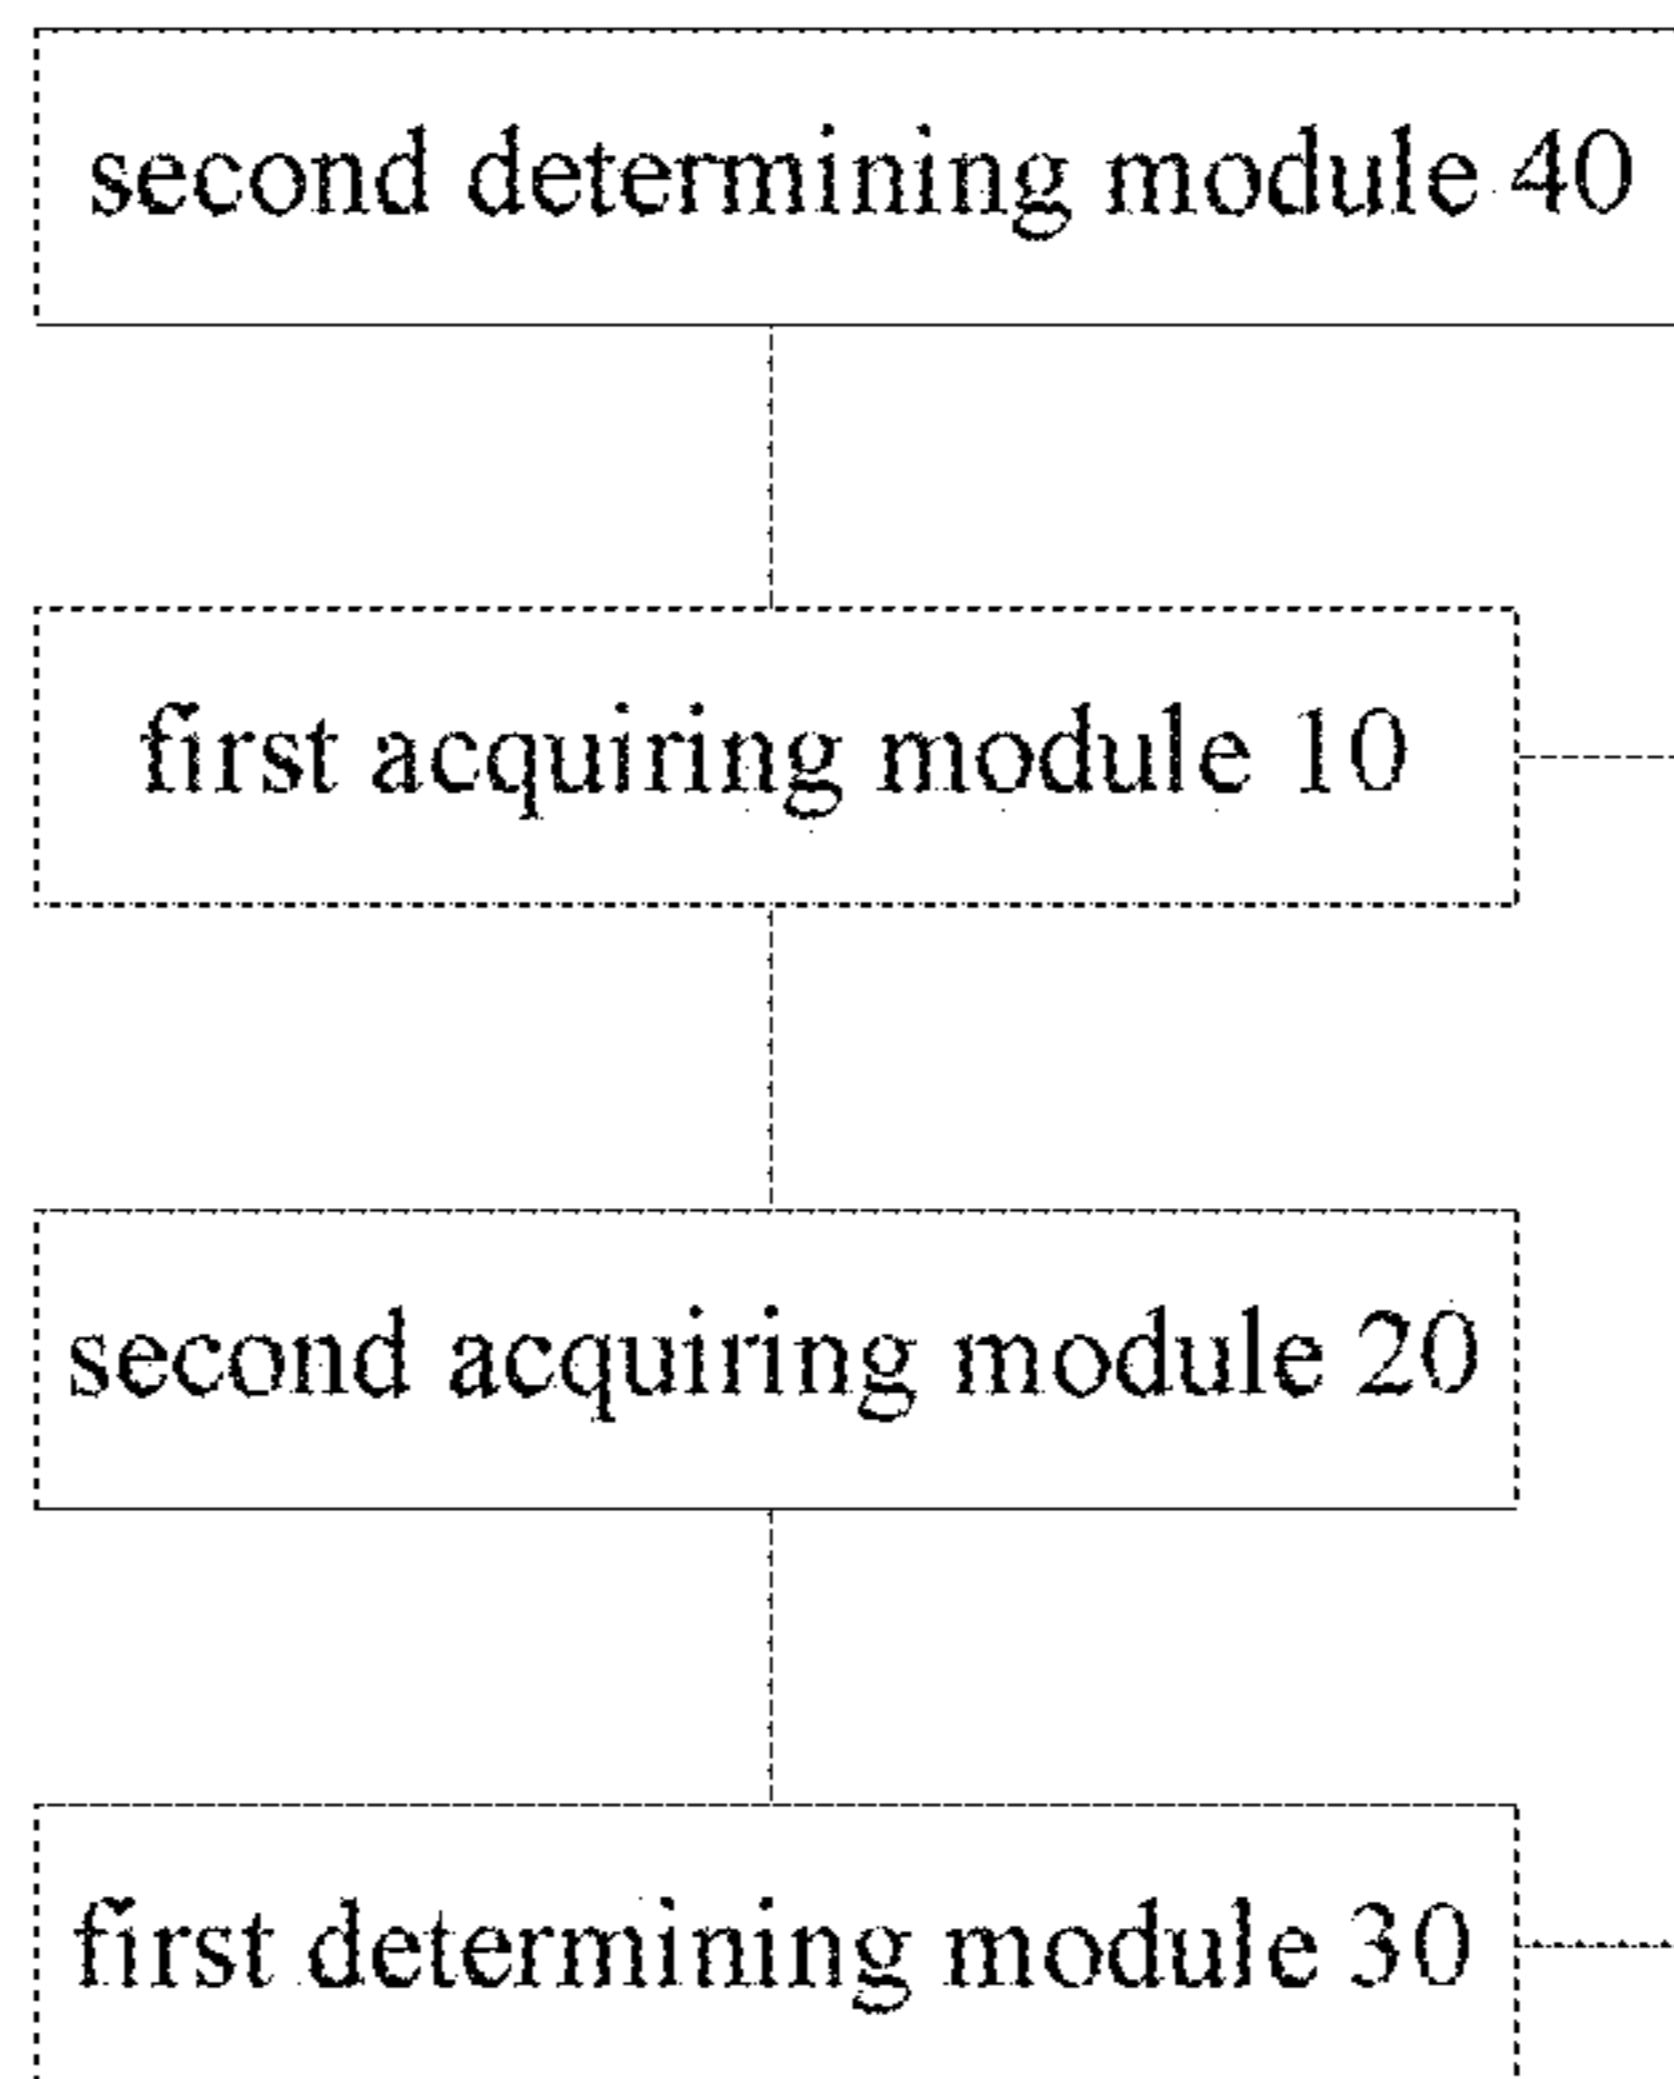 second determining module 40
first acquiring module 10
second acquiring module 20
first determining module 30